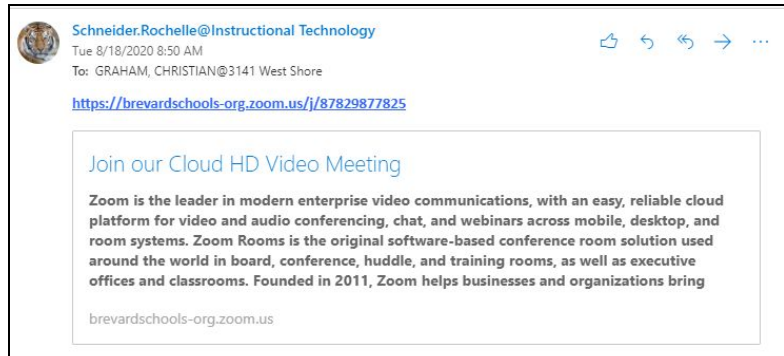 Schneider.Rochelle@Instructional Technology
Tue 8/18/2020 8:50 AM
To: GRAHAM, CHRISTIAN@3141 West Shore
https://brevardschools-org.zoom.us/j/87829877825
Join our Cloud HD Video Meeting
Zoom is the leader in modern enterprise video communications, with an easy, reliable cloud
platform for video and audio conferencing, chat, and webinars across mobile, desktop, and
room systems. Zoom Rooms is the original software-based conference room solution used
around the world in board, conference, huddle, and training rooms, as well as executive
offices and classrooms. Founded in 2011, Zoom helps businesses and organizations bring
brevardschools-org.zoom.us